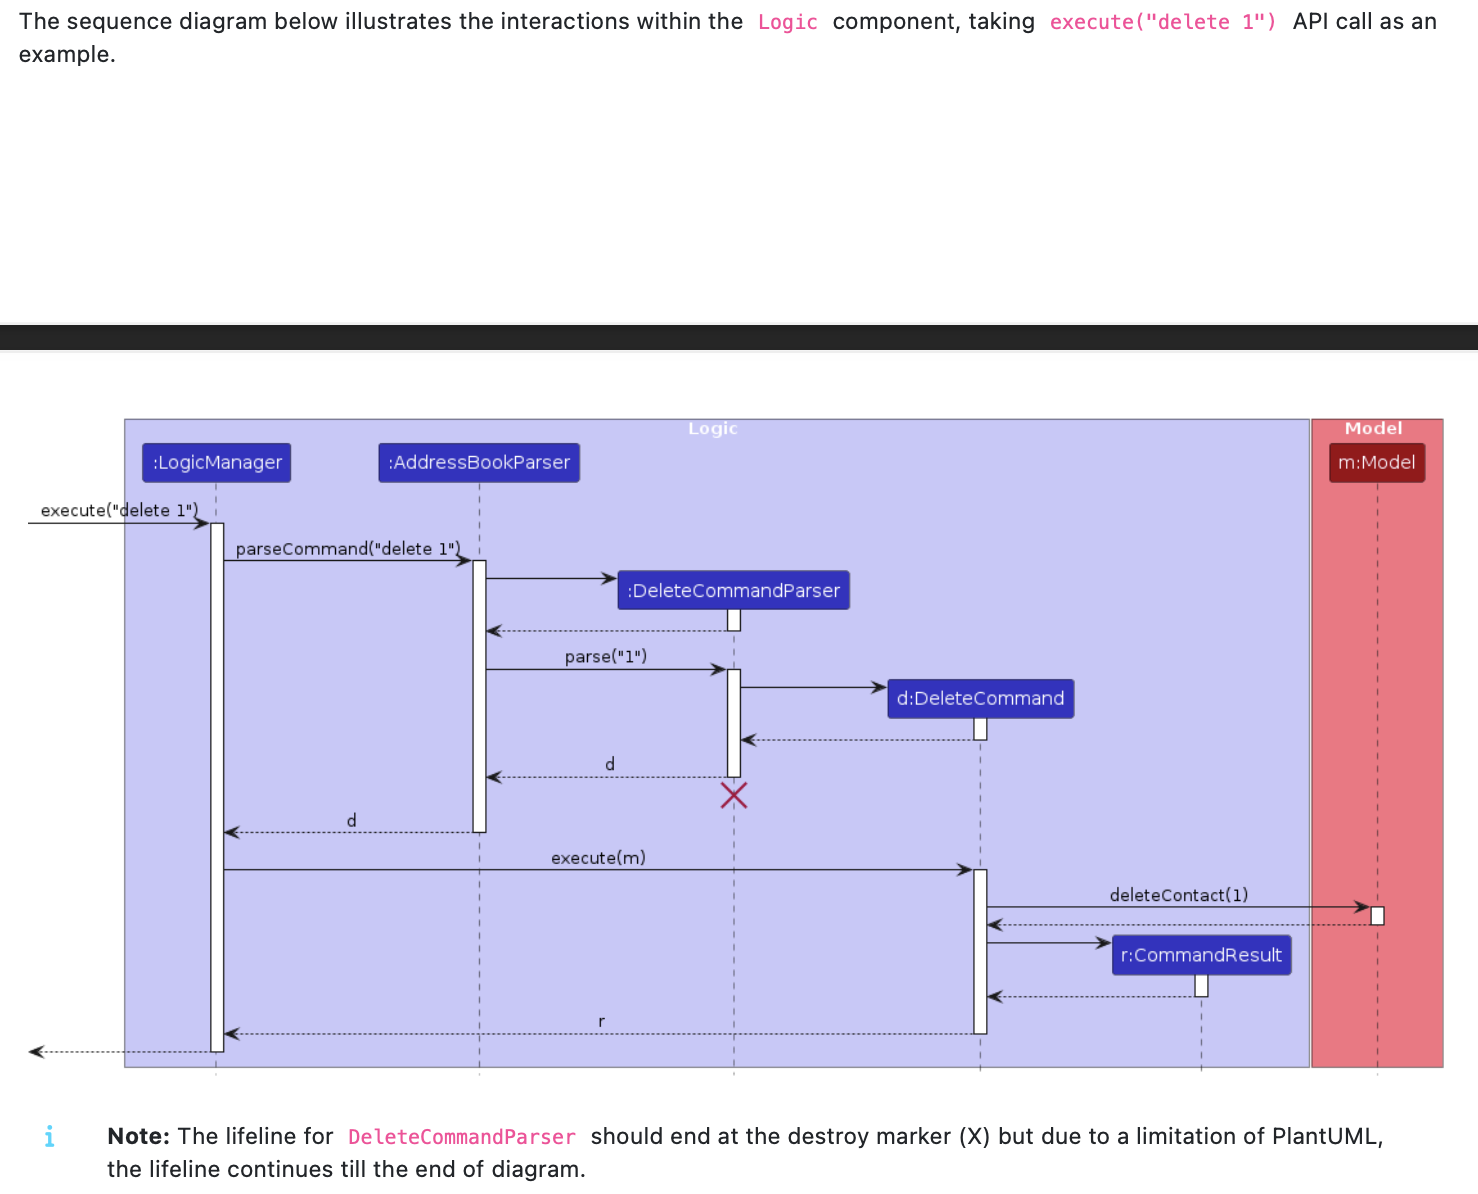 The sequence diagram below illustrates the interactions within the Logic component, taking execute("delete 1") API call as an
example.
Logic
Model
:LogicManager
:AddressBookParser
m:Model
execute("delete 1")
parseCommand("delete 1")
:DeleteCommandParser
parse("1")
d:DeleteCommand
d
d
execute(m)
deleteContact(1)
r:CommandResult
r
i Note: The lifeline for DeleteCommandParser should end at the destroy marker (X) but due to a limitation of PlantUML,
the lifeline continues till the end of diagram.